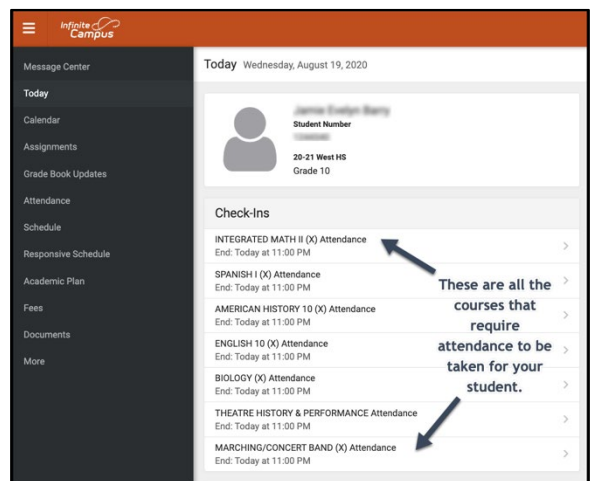 Infinite
Campus
Message Center
Today
Calendar
Assignments
Grade Book Updates
Attendance
Schedule
Responsive Schedule
Academic Plan
Fees
Documents
More
Today Wednesday, August 19, 2020
Student Number
20-21 West HS
Grade 10
Check-Ins
INTEGRATED MATH II (X) Attendance
End: Today at 11:00 PM
SPANISH I (X) Attendance
End: Today at 11:00 PM
AMERICAN HISTORY 10 (X) Attendance
End: Today at 11:00 PM
ENGLISH 10 (X) Attendance
End: Today at 11:00 PM
BIOLOGY (X) Attendance
End: Today at 11:00 PM
THEATRE HISTORY & PERFORMANCE Attendance
End: Today at 11:00 PM
MARCHING/CONCERT BAND (X) Attendance
End: Today at 11:00 PM
These are all the
courses that
require
attendance to be
taken for your
student.